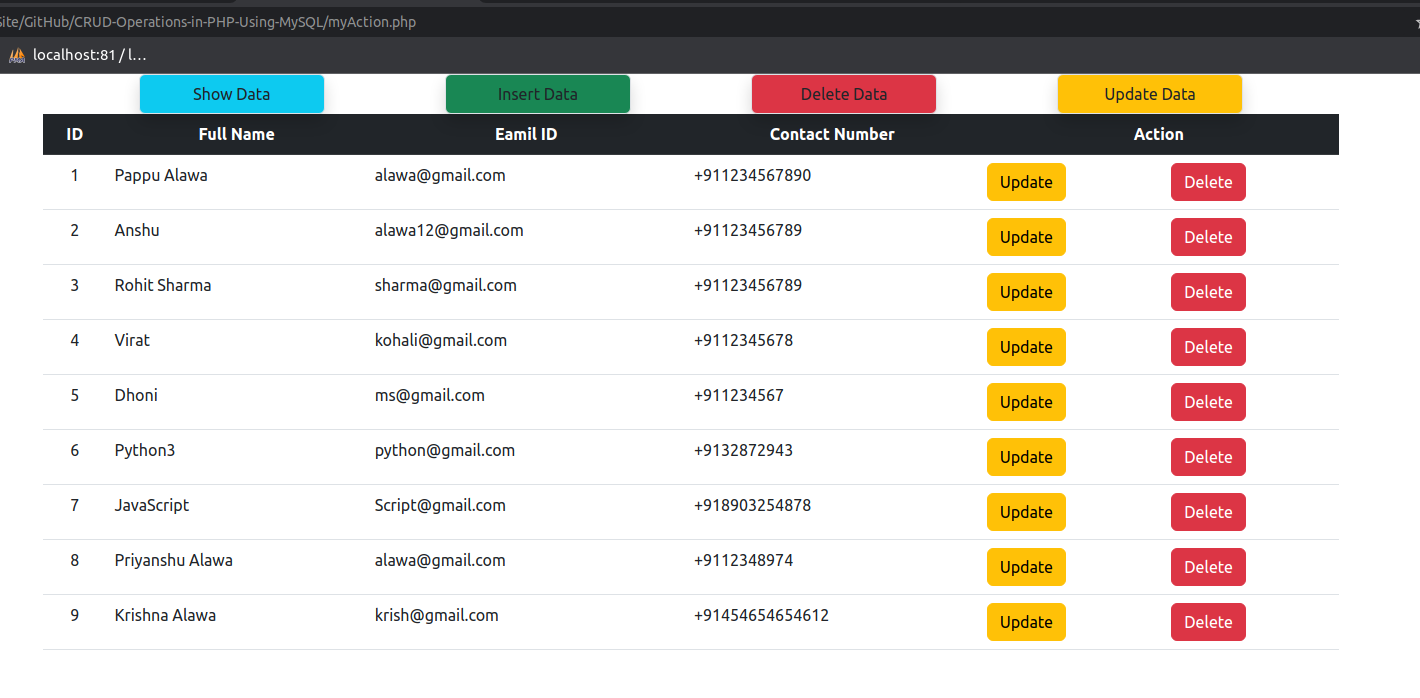 Site/GitHub/CRUD-Operations-in-PHP-Using-MySQL/myAction.php
localhost:81 / l...
Show Data Insert Data Delete Data Update Data
ID Full Name Eamil ID Contact Number Action
1 Pappu Alawa alawa@gmail.com +911234567890 Update Delete
2 Anshu alawa12@gmail.com +91123456789 Update Delete
3 Rohit Sharma sharma@gmail.com +91123456789 Update Delete
4 Virat kohali@gmail.com +9112345678 Update Delete
5 Dhoni ms@gmail.com +911234567 Update Delete
6 Python3 python@gmail.com +9132872943 Update Delete
7 JavaScript Script@gmail.com +918903254878 Update Delete
8 Priyanshu Alawa alawa@gmail.com +9112348974 Update Delete
9 Krishna Alawa krish@gmail.com +91454654654612 Update Delete